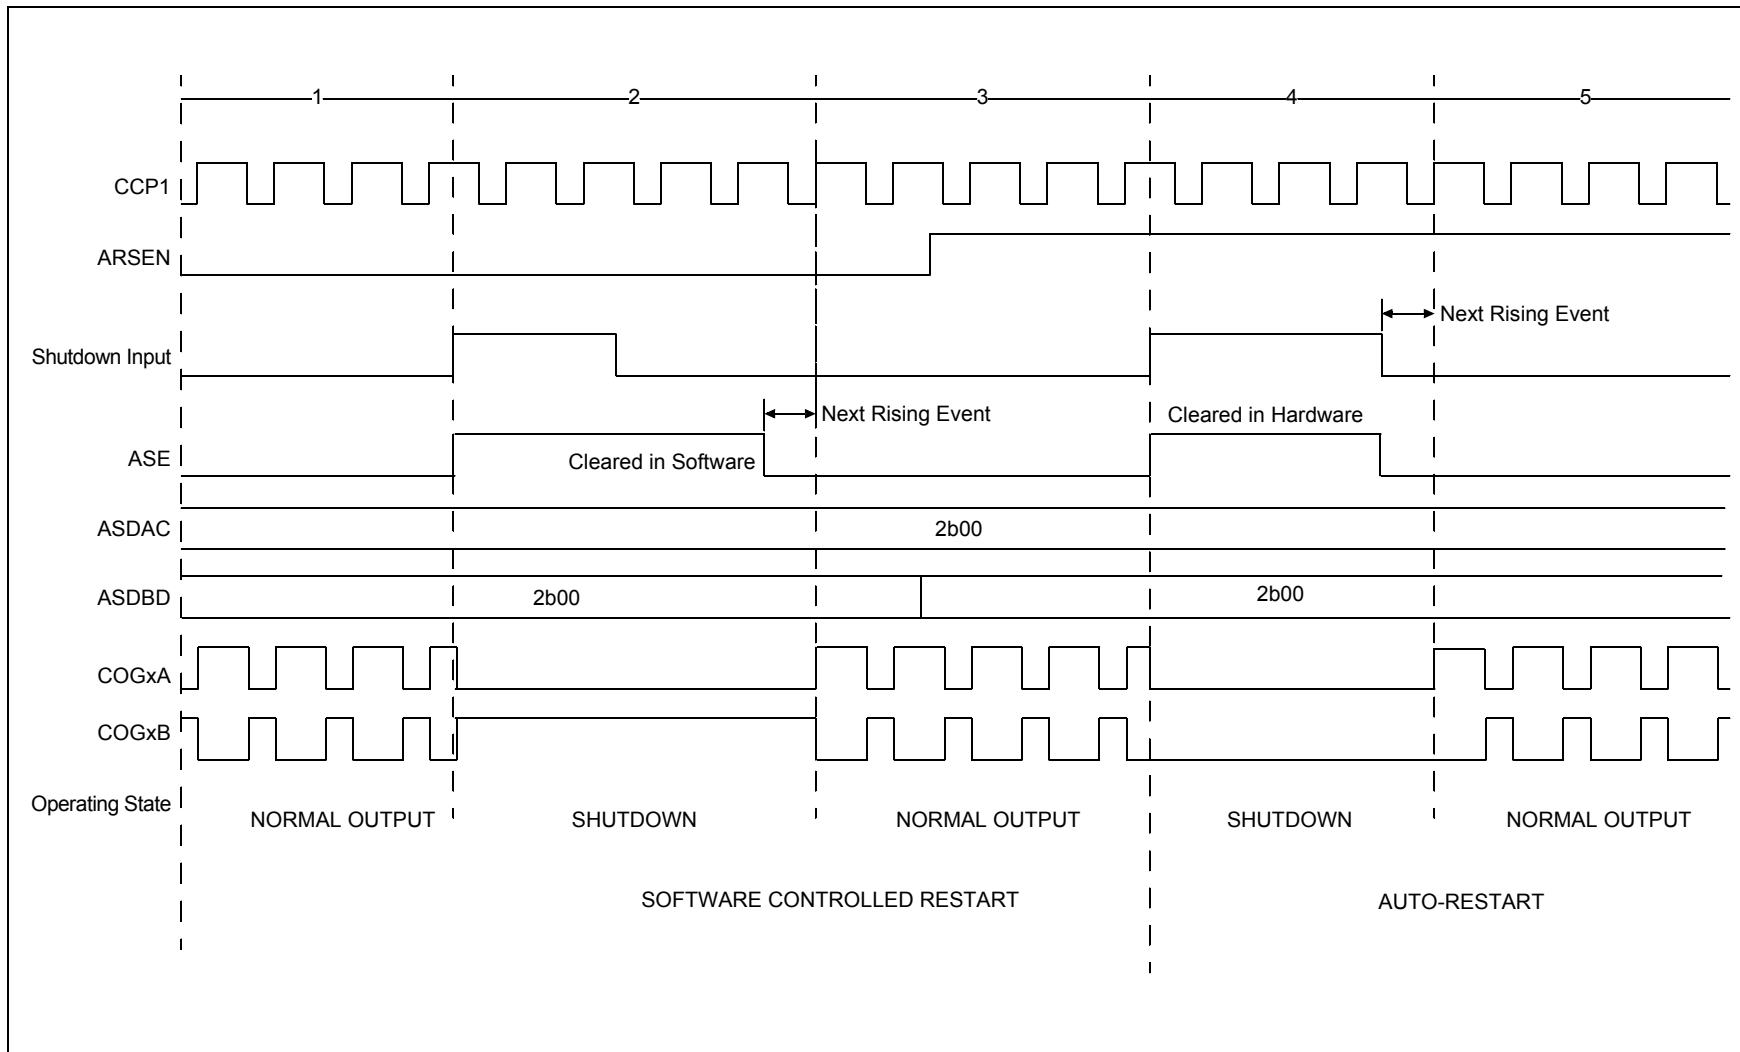 1 2 3 4 5
CCP1
ARSEN
Next Rising Event
Shutdown Input
Next Rising Event Cleared in Hardware
ASE
Cleared in Software
ASDAC
2b00
ASDBD
2b00 2b00
COGxA
COGxB
Operating State
NORMAL OUTPUT SHUTDOWN NORMAL OUTPUT SHUTDOWN NORMAL OUTPUT
SOFTWARE CONTROLLED RESTART AUTO-RESTART